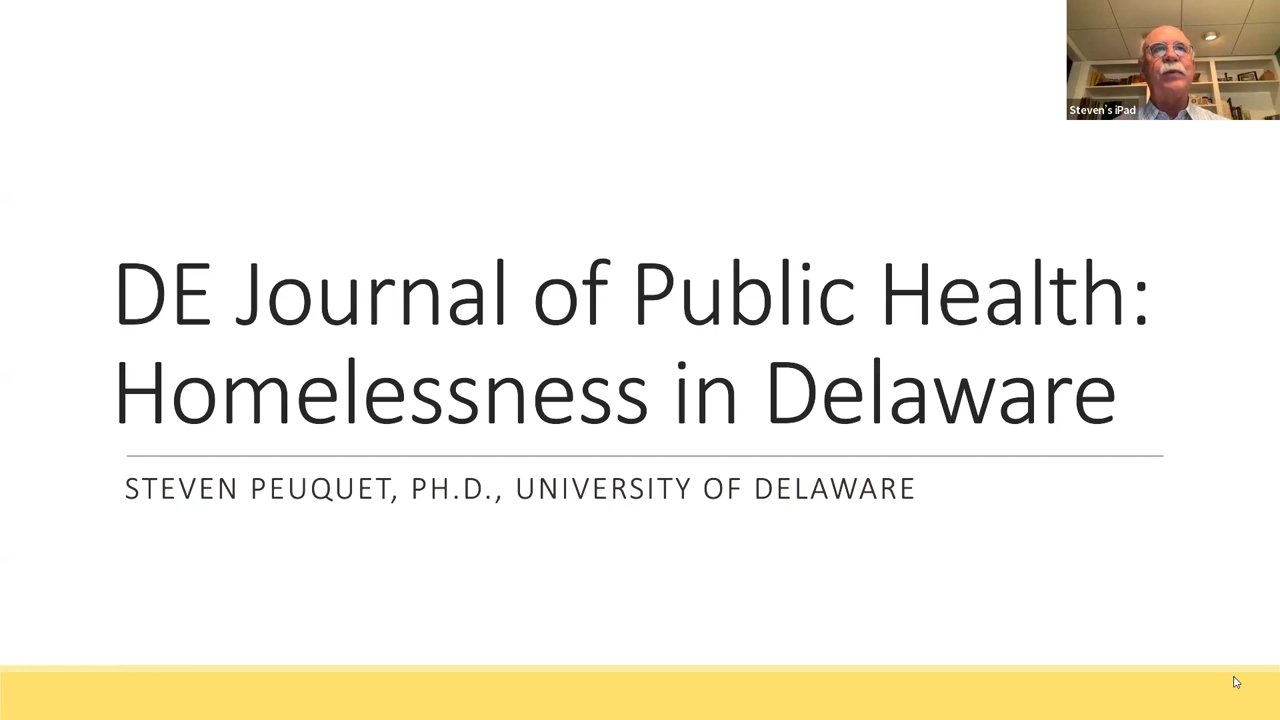 Steven's iPad
DE Journal of Public Health:
Homelessness in Delaware
STEVEN PEUQUET, PH.D., UNIVERSITY OF DELAWARE